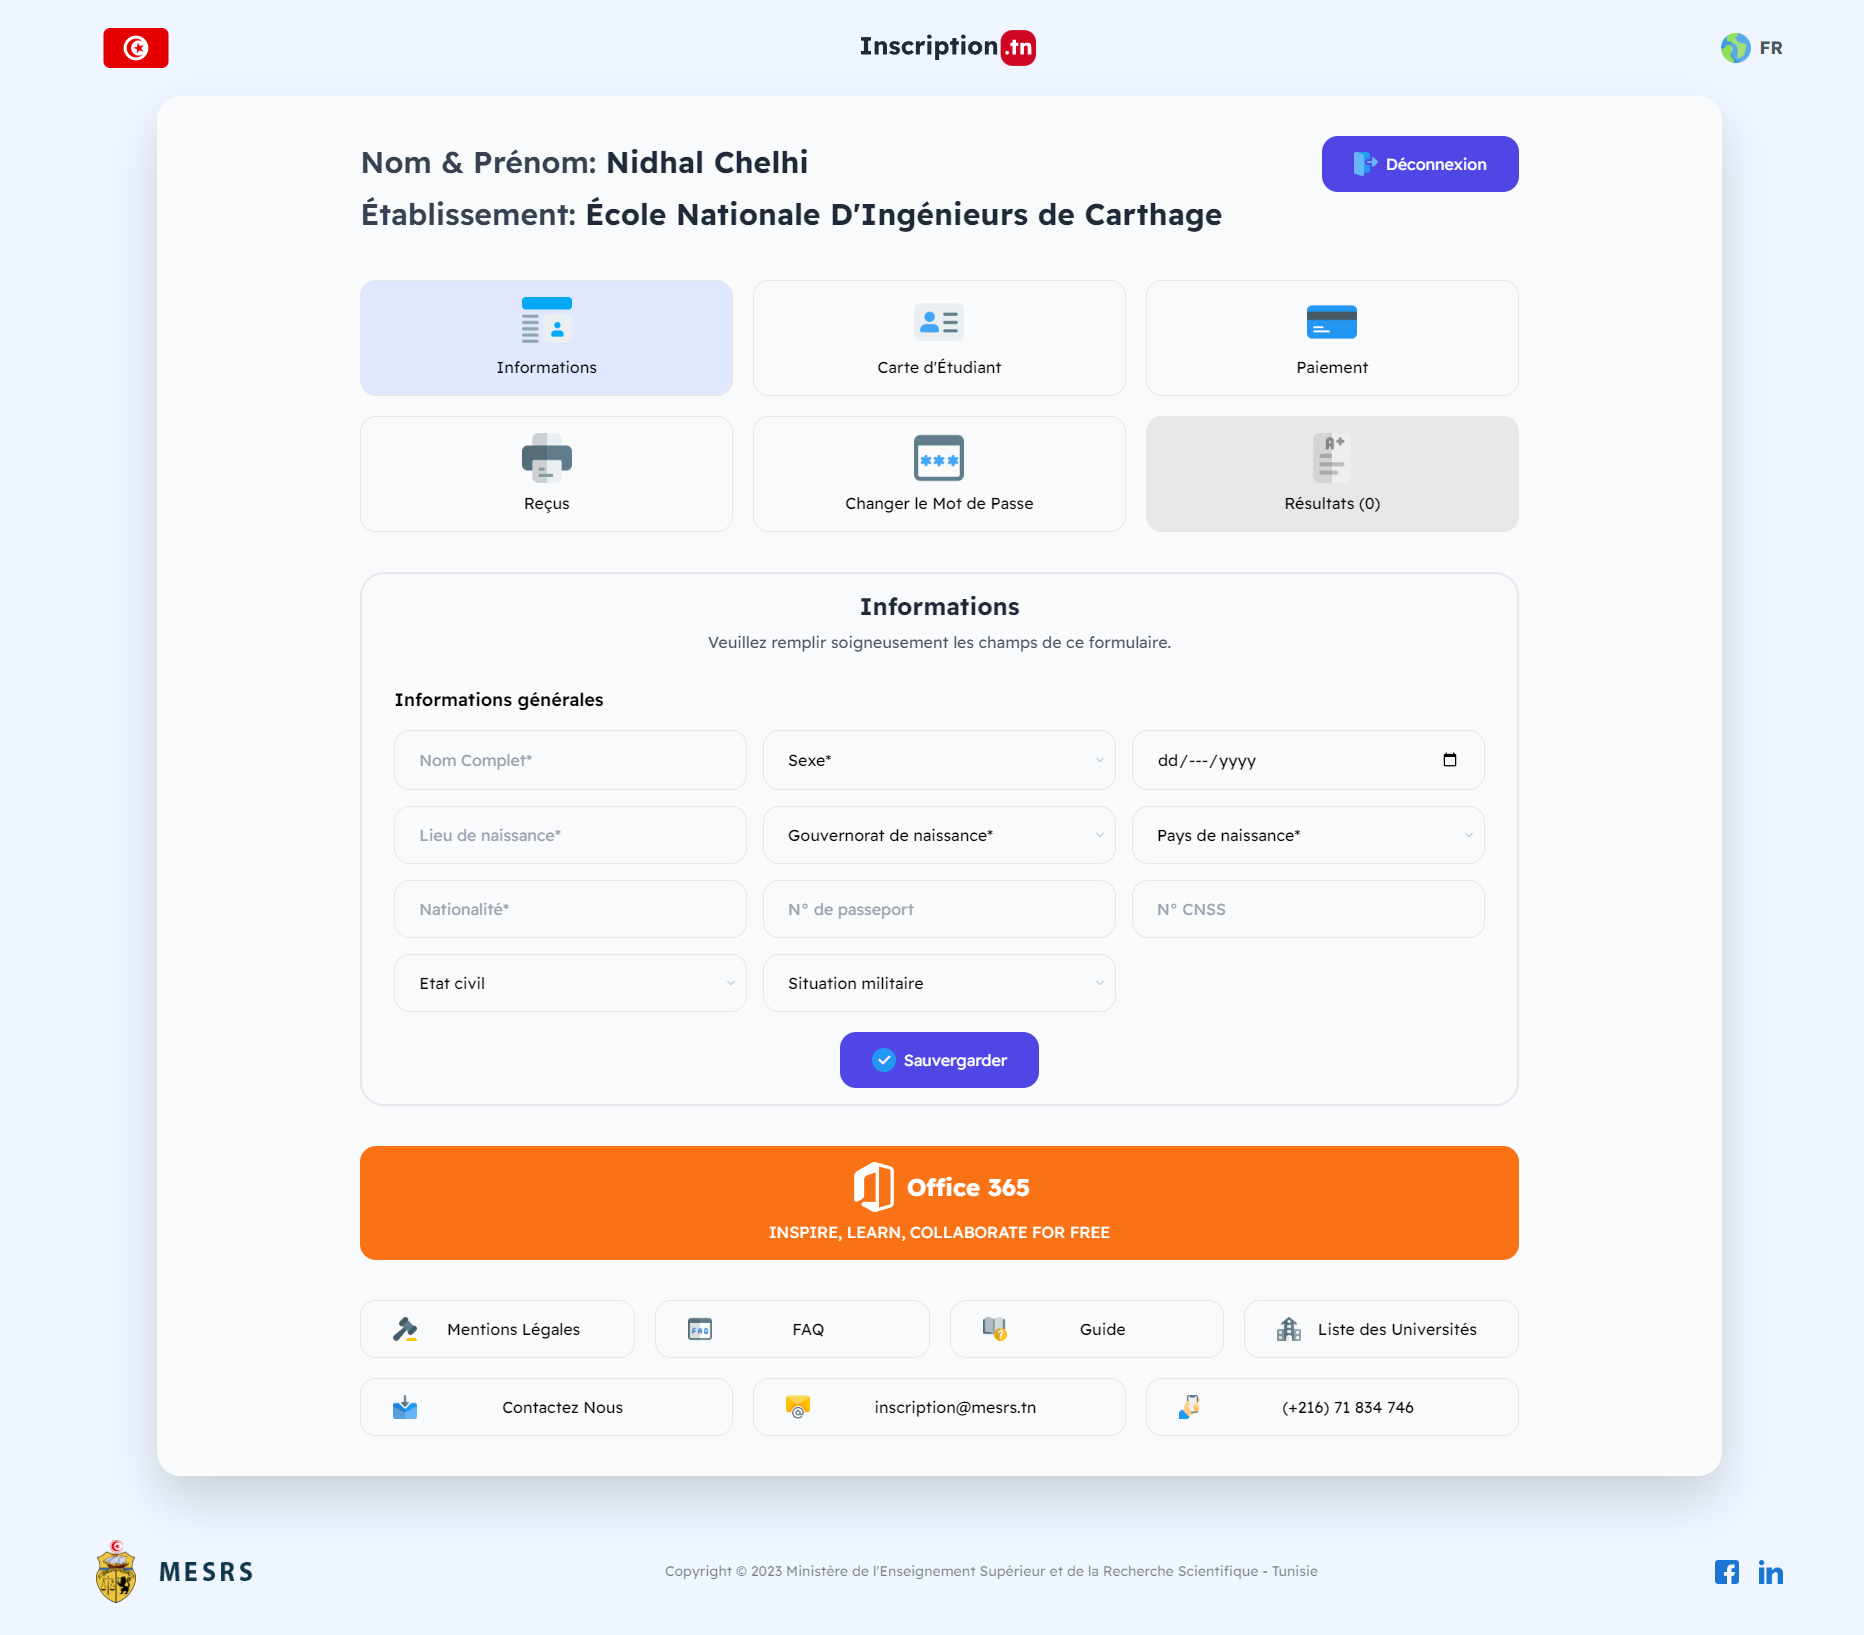 Inscription.tn
FR
Nom & Prénom: Nidhal Chelhi
Déconnexion
Établissement: École Nationale D'Ingénieurs de Carthage
Informations
Carte d'Étudiant
Paiement
Reçus
Changer le Mot de Passe
A+
Résultats (0)
Informations
Veuillez remplir soigneusement les champs de ce formulaire.
Informations générales
Nom Complet*
Sexe*
dd/---/yyyy
Lieu de naissance*
Gouvernorat de naissance*
Pays de naissance*
Nationalité*
N° de passeport
N° CNSS
Etat civil
Situation militaire
Sauvergarder
Office 365
INSPIRE, LEARN, COLLABORATE FOR FREE
Mentions Légales
FAQ
FAQ
Guide
Liste des Universités
Contactez Nous
inscription@mesrs.tn
(+216) 71 834 746
MESRS
Copyright © 2023 Ministère de l'Enseignement Supérieur et de la Recherche Scientifique - Tunisie
in